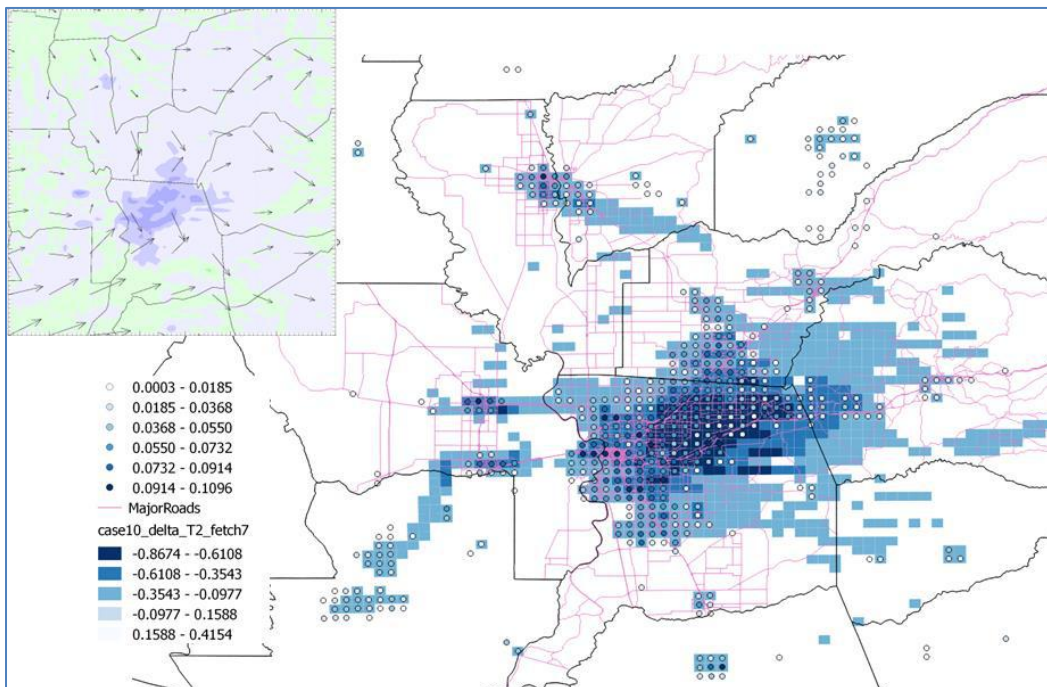 0.0003 - 0.0185
0.0185 - 0.0368
0.0368 - 0.0550
0.0550 - 0.0732
0.0732 - 0.0914
0.0914 - 0.1096
MajorRoads
case10_delta_T2_fetch7
-0.8674 - -0.6108
-0.6108 - -0.3543
-0.3543 - -0.0977
-0.0977 - 0.1588
0.1588 - 0.4154